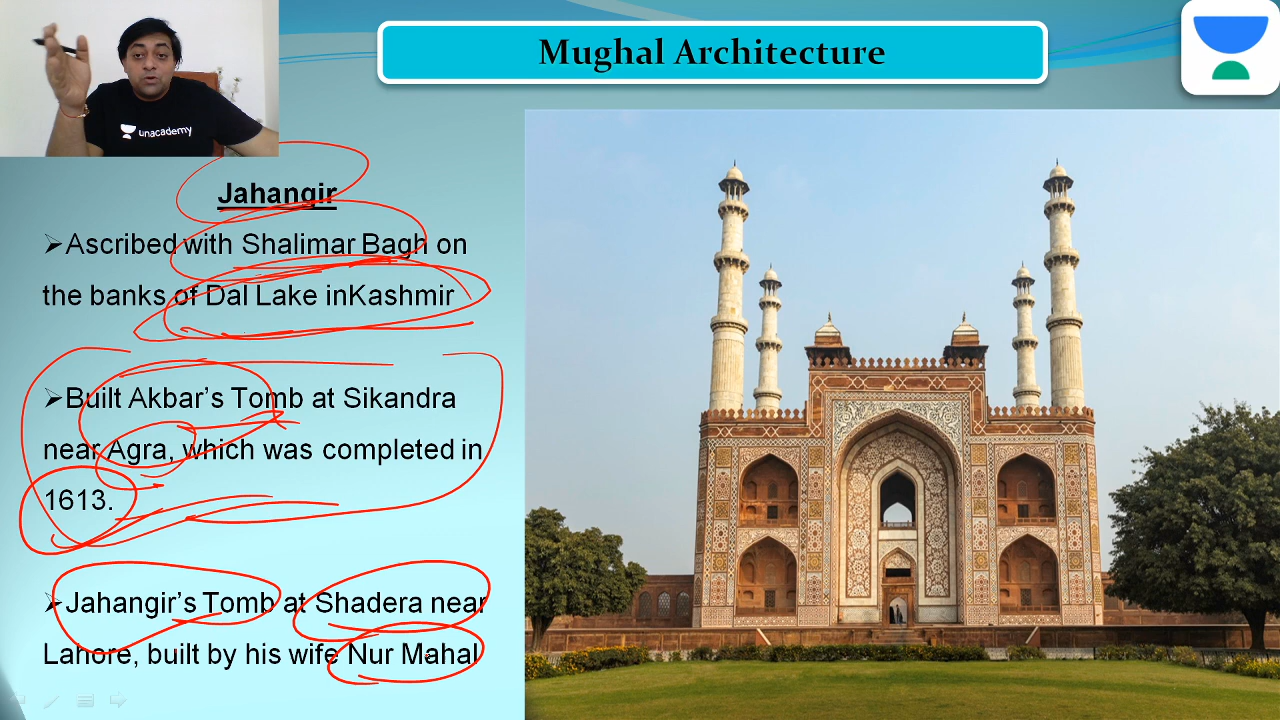 unacademy
Mughal Architecture
Jahangir
➢Ascribed with Shalimar Bagh on
the banks of Dal Lake inKashmir
➢Built Akbar's Tomb at Sikandra
near Agra, which was completed in
1613.
➢Jahangir's Tomb at Shadera near
Lahore, built by his wife Nur Mahal